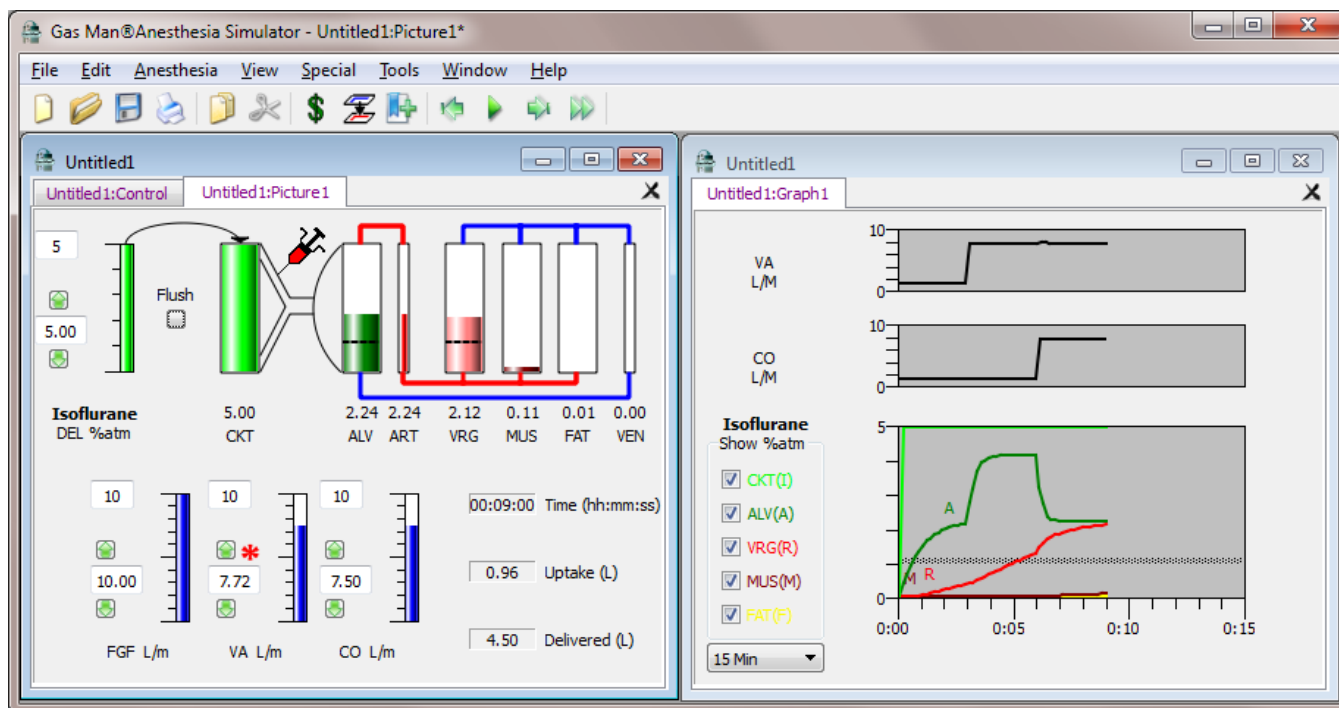 Gas Man®Anesthesia Simulator - Untitled1:Picture1*
File Edit Anesthesia View Special Tools Window Help
$
Untitled1
Untitled1:Control Untitled1:Picture1
5
Flush
5.00
Isoflurane
DEL %atm
5.00 2.24 2.24 2.12 0.11 0.01 0.00
CKT ALV ART VRG MUS FAT VEN
10 10 10
00:09:00 Time (hh:mm:ss)
*
10.00 7.72 7.50
0.96 Uptake (L)
4.50 Delivered (L)
FGF L/m VA L/m CO L/m
Untitled1
Untitled1:Graph1
VA
L/M
10
0
CO
L/M
10
0
Isoflurane
Show %atm
CKT(I)
ALV(A)
VRG(R)
MUS(M)
FAT(F)
15 Min
5
A
M R
0
0:00 0:05 0:10 0:15